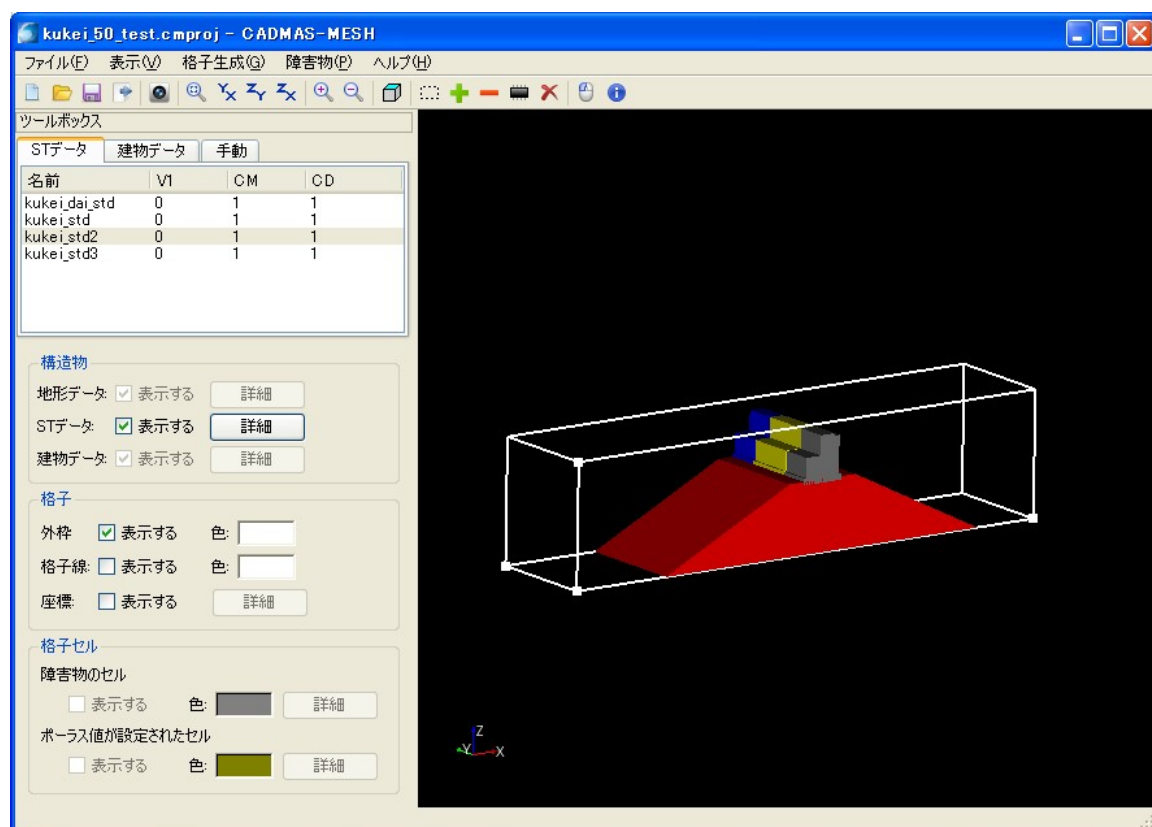 kukei_50_test.cmproj - CADMAS-MESH
ファイル(F) 表示(V) 格子生成(G) 障害物(P) ヘルプ(H)
ツールボックス
STデータ 建物データ 手動
名前 V1 CM CD
kukei_dai_std 0 1 1
kukei_std 0 1 1
kukei_std2 0 1 1
kukei_std3 0 1 1
構造物
地形データ: 表示する 詳細
STデータ: 表示する 詳細
建物データ: 表示する 詳細
格子
外枠 表示する 色:
格子線: 表示する 色:
座標: 表示する 詳細
格子セル
障害物のセル
表示する 色: 詳細
ポーラス値が設定されたセル
表示する 色: 詳細
Z
Y X